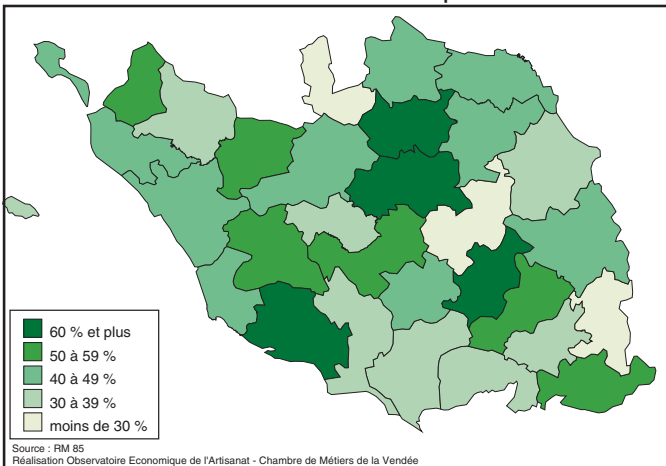 60 % et plus
50 à 59 %
40 à 49 %
30 à 39 %
moins de 30 %
Source : RM 85
Réalisation Observatoire Economique de l'Artisanat - Chambre de Métiers de la Vendée